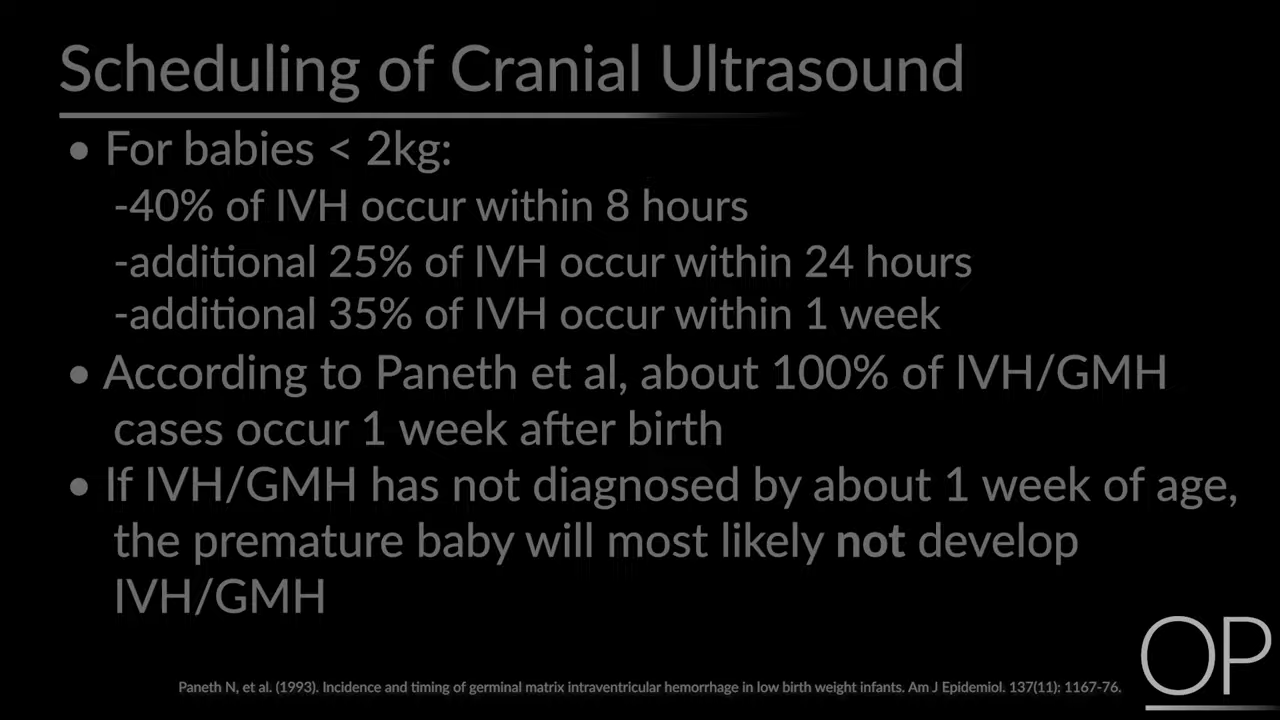 Scheduling of Cranial Ultrasound
• For babies < 2kg:
-40% of IVH occur within 8 hours
-additional 25% of IVH occur within 24 hours
-additional 35% of IVH occur within 1 week
• According to Paneth et al, about 100% of IVH/GMH
cases occur 1 week after birth
• If IVH/GMH has not diagnosed by about 1 week of age,
the premature baby will most likely not develop
IVH/GMH
Paneth N, et al. (1993). Incidence and timing of germinal matrix intraventricular hemorrhage in low birth weight infants. Am J Epidemiol. 137(11): 1167-76.
OP